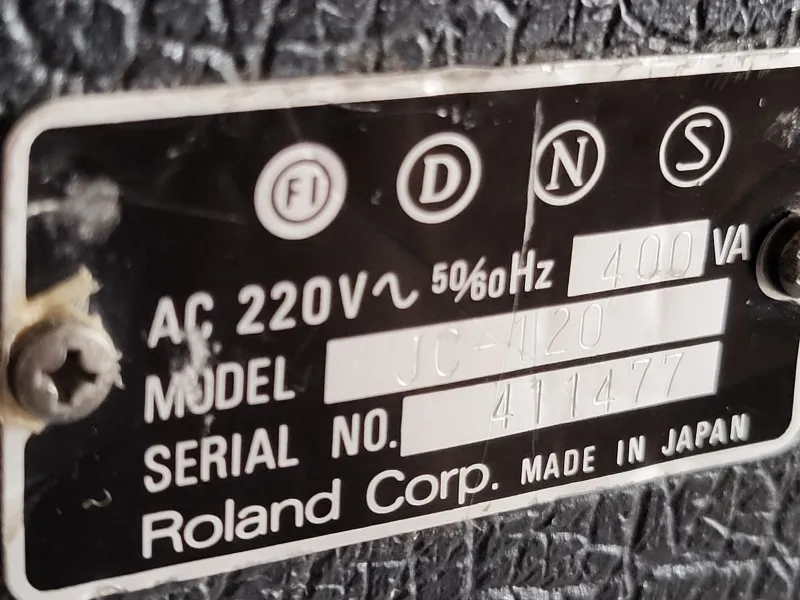 FI D N S
AC 220V~ 50/60Hz 400 VA
MODEL JC-120
SERIAL NO. 411477
Roland Corp. MADE IN JAPAN